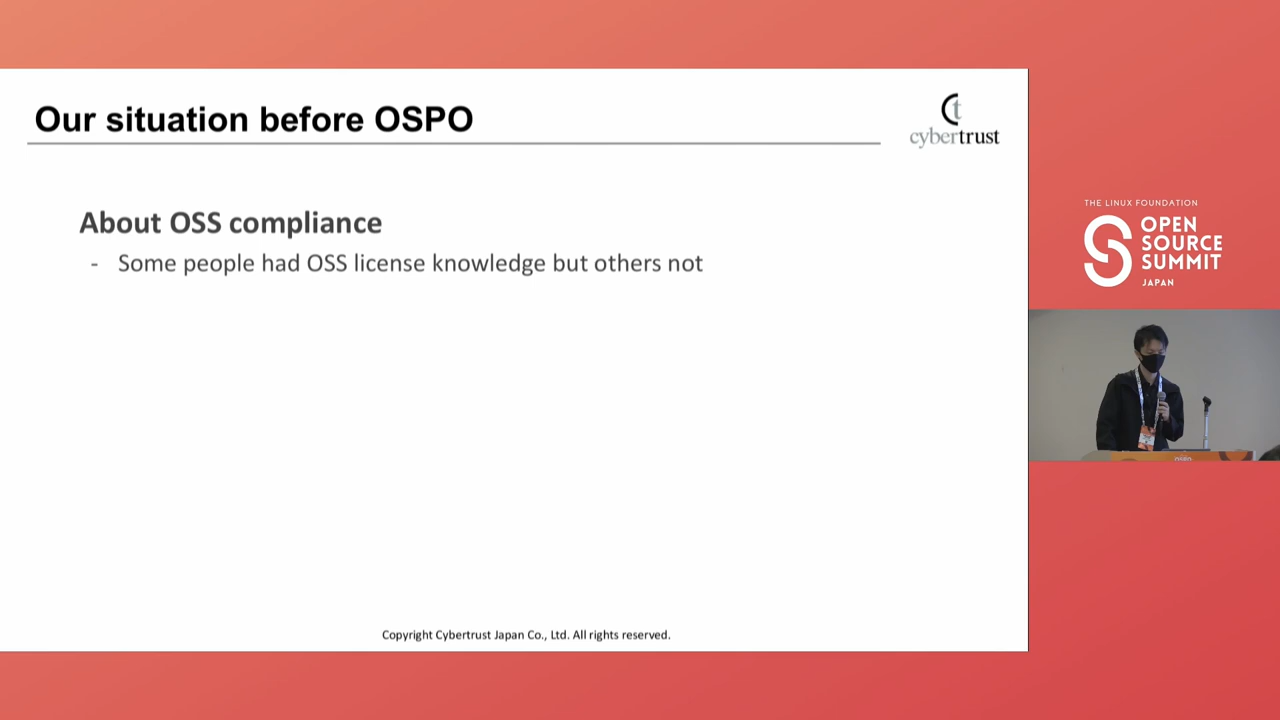 Our situation before OSPO
cybertrust
About OSS compliance
- Some people had OSS license knowledge but others not
Copyright Cybertrust Japan Co., Ltd. All rights reserved.
THE LINUX FOUNDATION
OPEN
SOURCE
SUMMIT
JAPAN